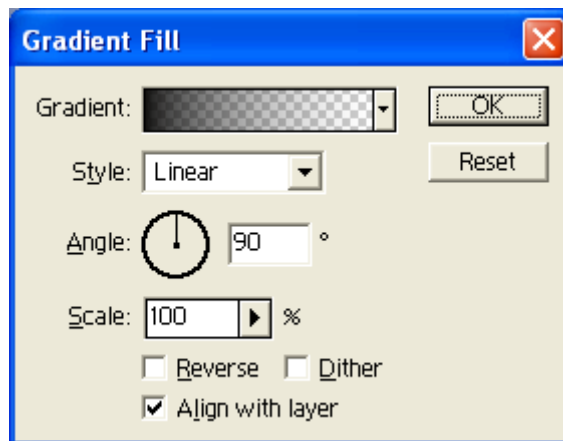 Gradient Fill
Gradient: OK
Style: Linear Reset
Angle: 90 °
Scale: 100 %
Reverse Dither
Align with layer